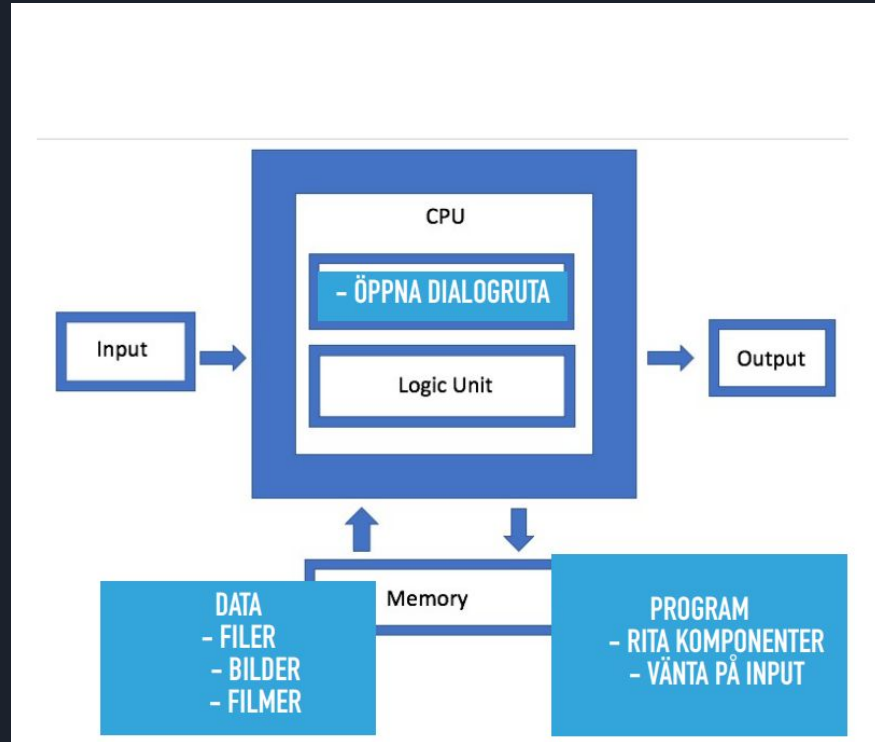 CPU
- ÖPPNA DIALOGRUTA
Input
Logic Unit
Output
Memory
DATA
- FILER
- BILDER
- FILMER
PROGRAM
- RITA KOMPONENTER
- VÄNTA PÅ INPUT